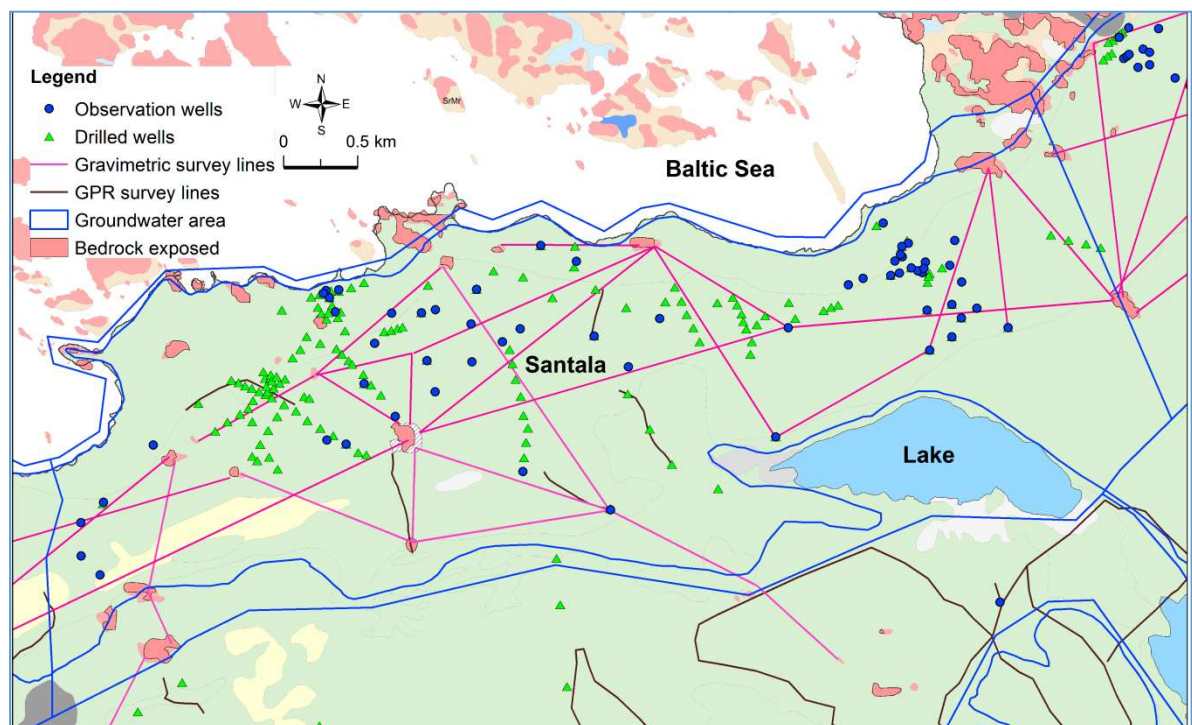 Legend
Observation wells
Drilled wells
Gravimetric survey lines
GPR survey lines
Groundwater area
Bedrock exposed
N
W E
S
0 0.5 km
SrMr
Baltic Sea
Santala
Lake